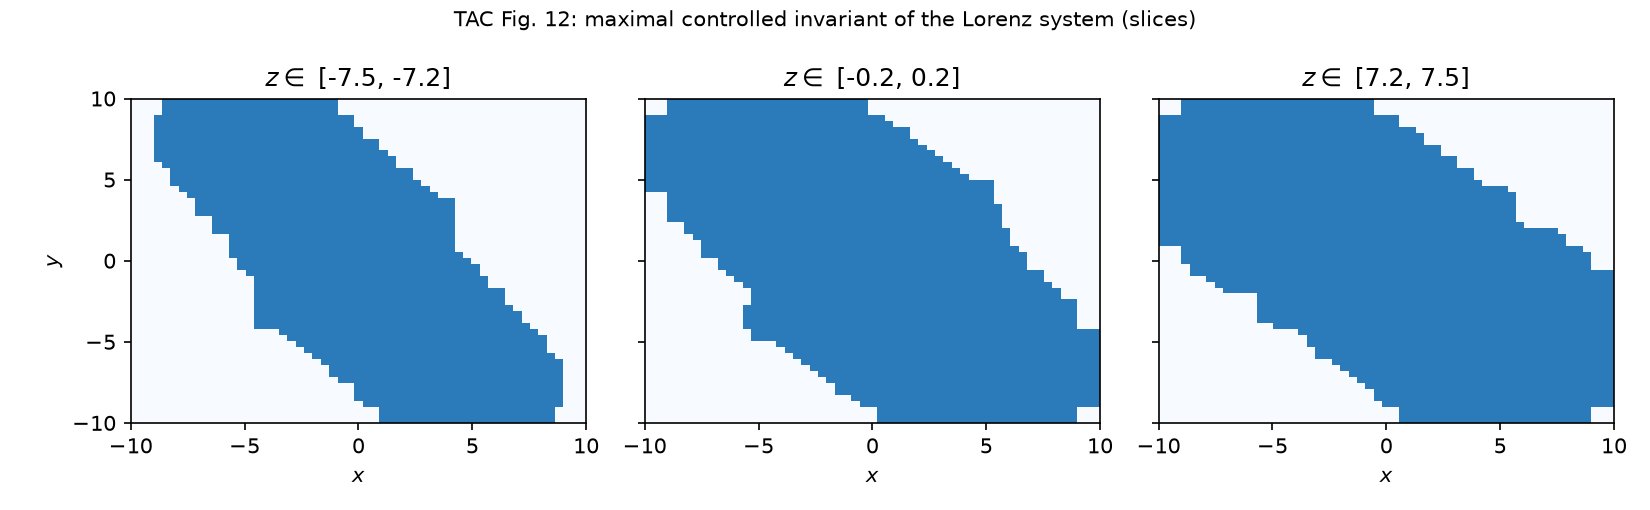 TAC Fig. 12: maximal controlled invariant of the Lorenz system (slices)
z ∈ [-7.5, -7.2]
z ∈ [-0.2, 0.2]
z ∈ [7.2, 7.5]
10
5
0
−5
−10
y
−10 −5 0 5 10
−10 −5 0 5 10
−10 −5 0 5 10
x
x
x